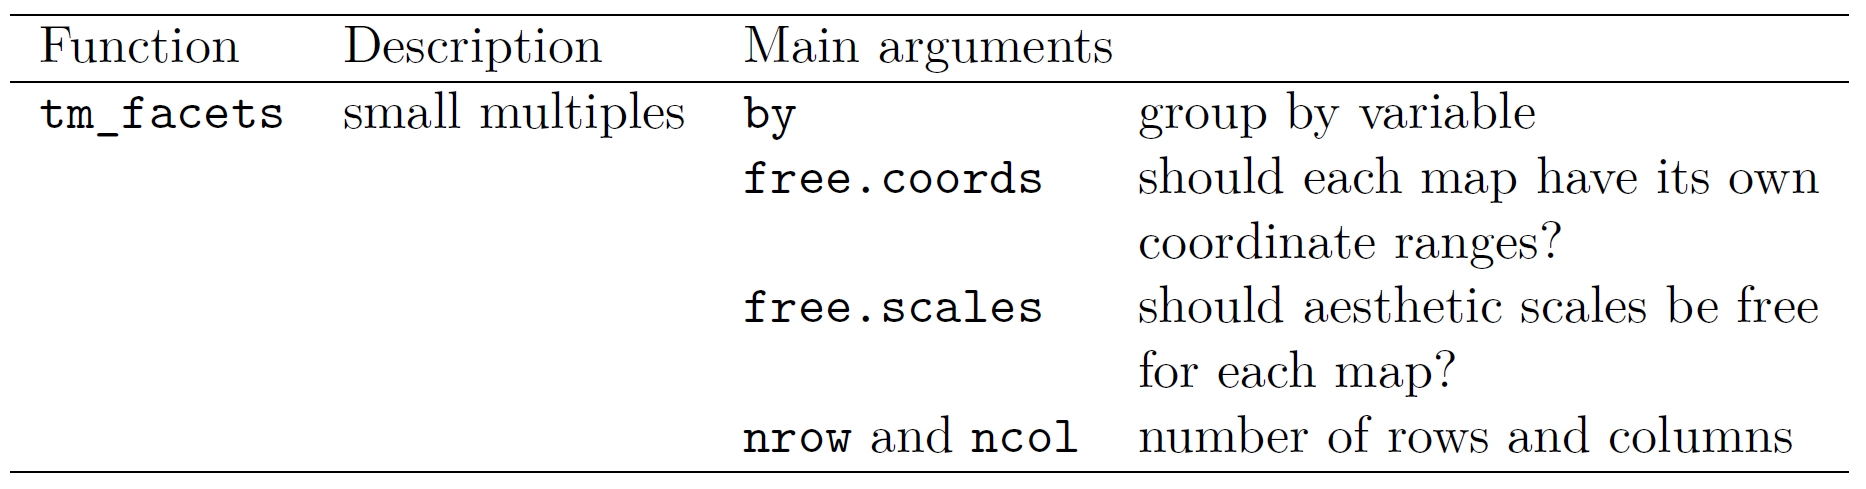 Function Description Main arguments
tm_facets small multiples by group by variable
free.coords should each map have its own
coordinate ranges?
free.scales should aesthetic scales be free
for each map?
nrow and ncol number of rows and columns